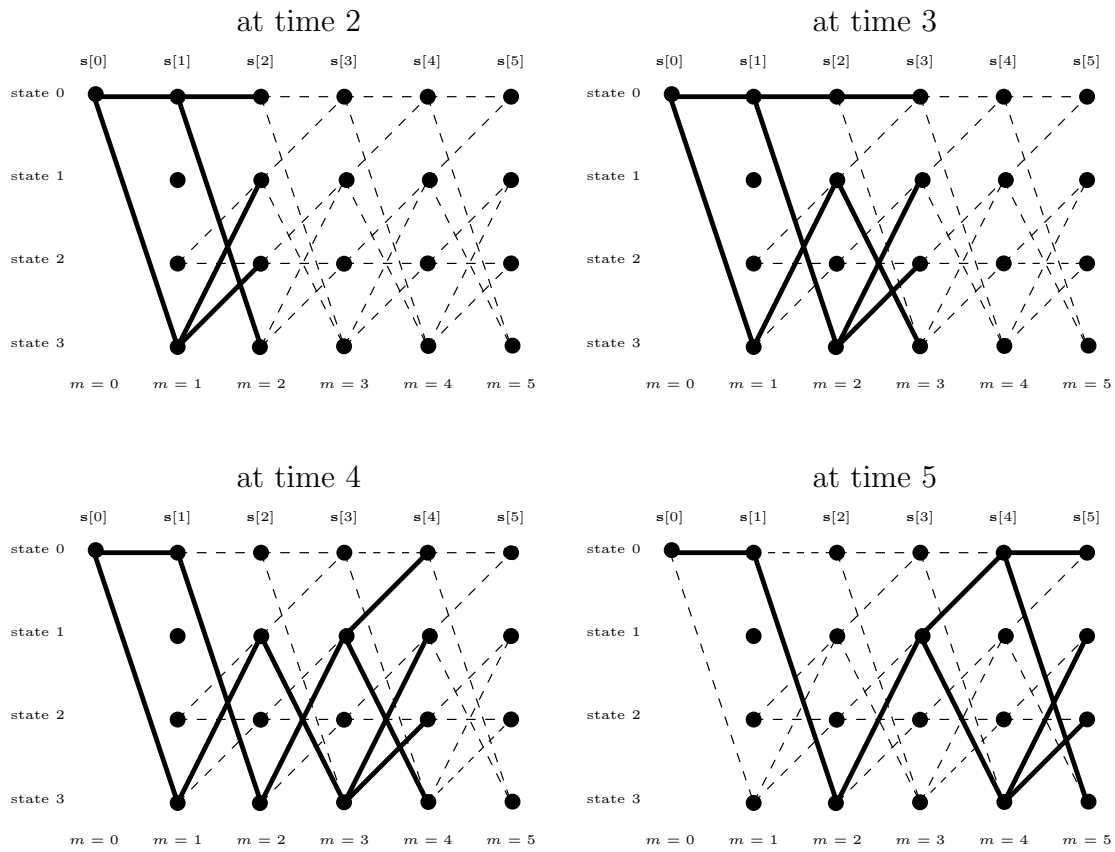 at time 2
s[0] s[1] s[2] s[3] s[4] s[5]
state 0
state 1
state 2
state 3
m = 0 m = 1 m = 2 m = 3 m = 4 m = 5
at time 3
s[0] s[1] s[2] s[3] s[4] s[5]
state 0
state 1
state 2
state 3
m = 0 m = 1 m = 2 m = 3 m = 4 m = 5
at time 4
s[0] s[1] s[2] s[3] s[4] s[5]
state 0
state 1
state 2
state 3
m = 0 m = 1 m = 2 m = 3 m = 4 m = 5
at time 5
s[0] s[1] s[2] s[3] s[4] s[5]
state 0
state 1
state 2
state 3
m = 0 m = 1 m = 2 m = 3 m = 4 m = 5